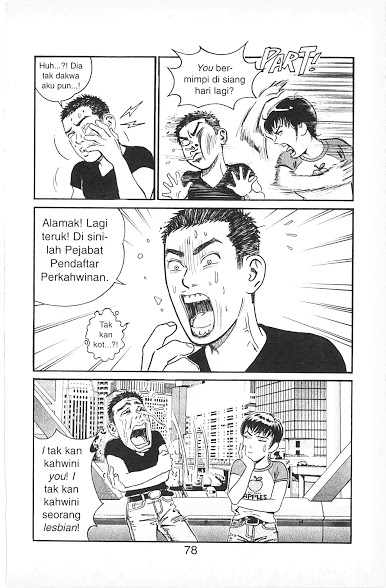 Huh...?! Dia
tak dakwa
aku pun...!
You ber-
mimpi di siang
hari lagi?
PART!
Alamak! Lagi
teruk! Di sini-
lah Pejabat
Pendaftar
Perkahwinan.
Tak
kan
kot...?!
I tak kan
kahwini
you! I
tak kan
kahwini
seorang
lesbian!
APPLES
78